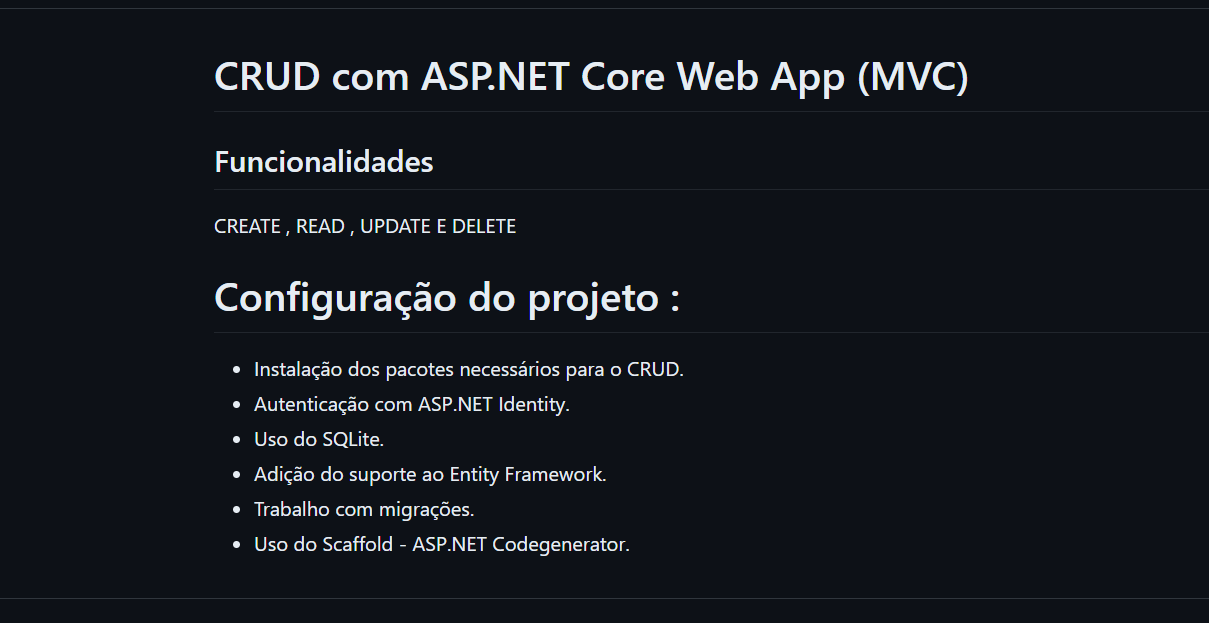 CRUD com ASP.NET Core Web App (MVC)
Funcionalidades
CREATE , READ , UPDATE E DELETE
Configuração do projeto :
Instalação dos pacotes necessários para o CRUD.
Autenticação com ASP.NET Identity.
Uso do SQLite.
Adição do suporte ao Entity Framework.
Trabalho com migrações.
Uso do Scaffold - ASP.NET Codegenerator.